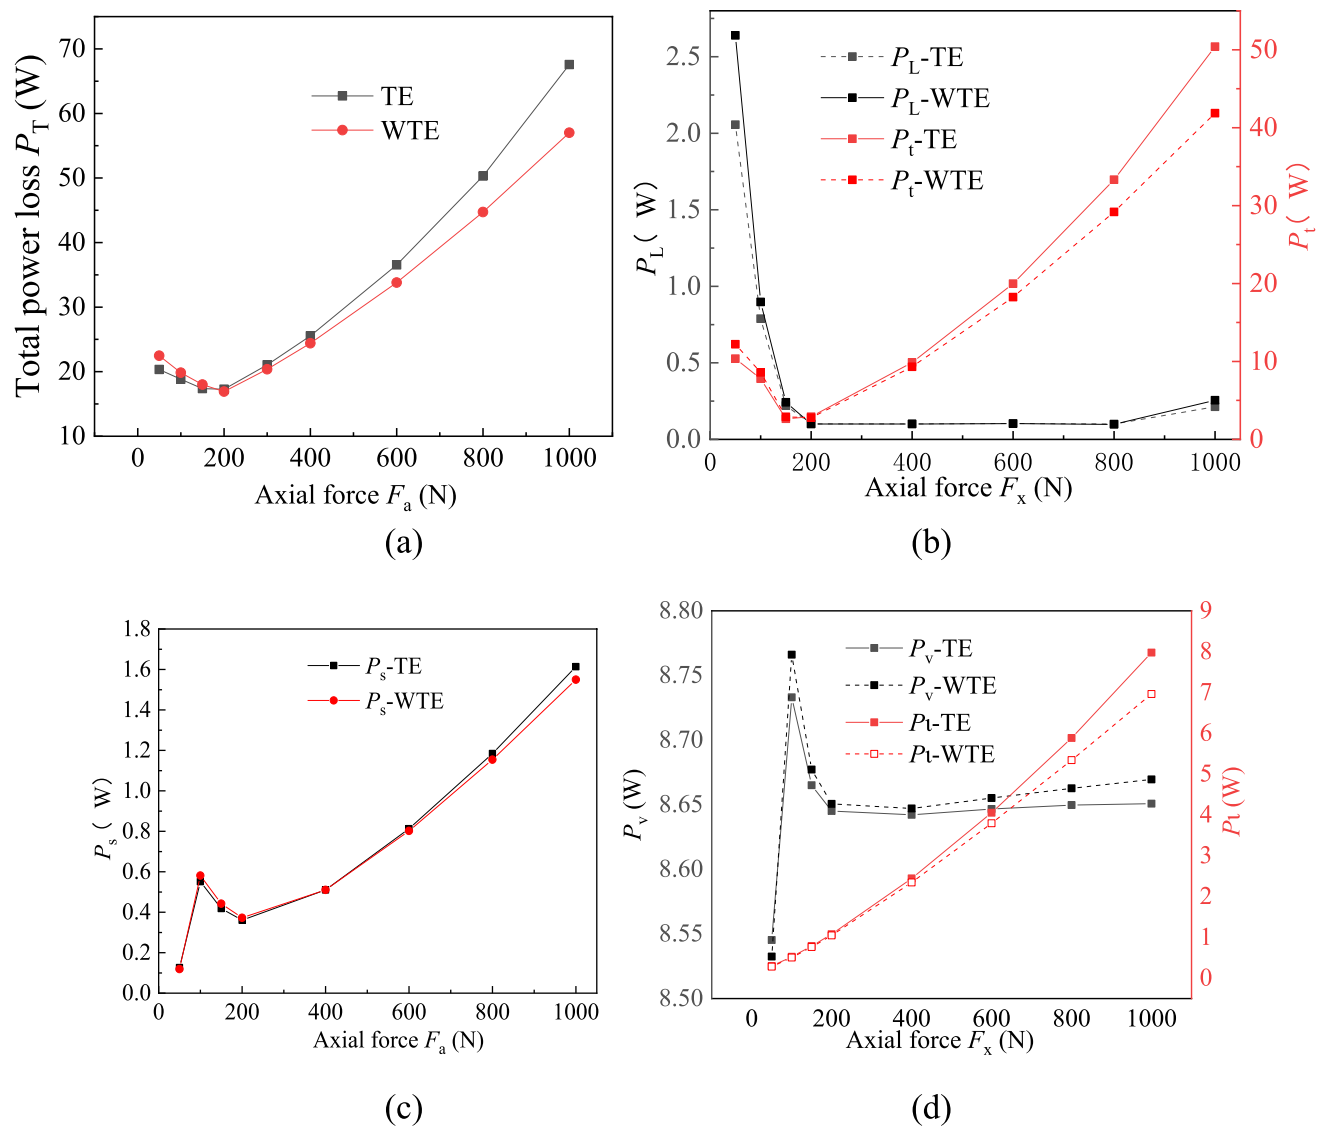 Total power loss P_T (W)
70
60
50
40
30
20
10
TE
WTE
0
200
400
600
800
1000
Axial force F_a (N)
(a)
P_L ( W)
2.5
2.0
1.5
1.0
0.5
0.0
P_L-TE
P_L-WTE
P_t-TE
P_t-WTE
50
40
30
20
10
0
P_t( W)
0
200
400
600
800
1000
Axial force F_x (N)
(b)
P_s ( W)
1.8
1.6
1.4
1.2
1.0
0.8
0.6
0.4
0.2
0.0
P_s-TE
P_s-WTE
0
200
400
600
800
1000
Axial force F_a (N)
(c)
P_v (W)
8.80
8.75
8.70
8.65
8.60
8.55
8.50
P_v-TE
P_v-WTE
Pι-TE
Pι-WTE
9
8
7
6
5
4
3
2
1
0
Pι (W)
0
200
400
600
800
1000
Axial force F_x (N)
(d)